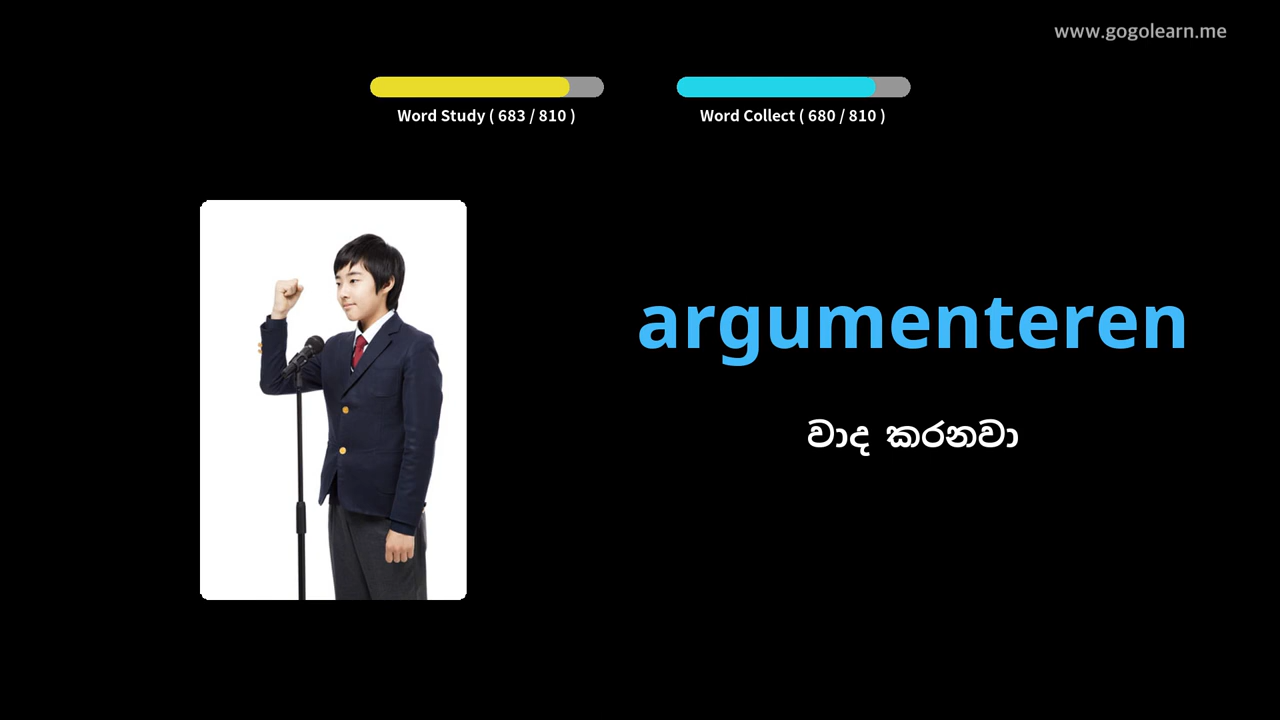 www.gogolearn.me
Word Study ( 683 / 810 )
Word Collect ( 680 / 810 )
argumenteren
වාද කරනවා